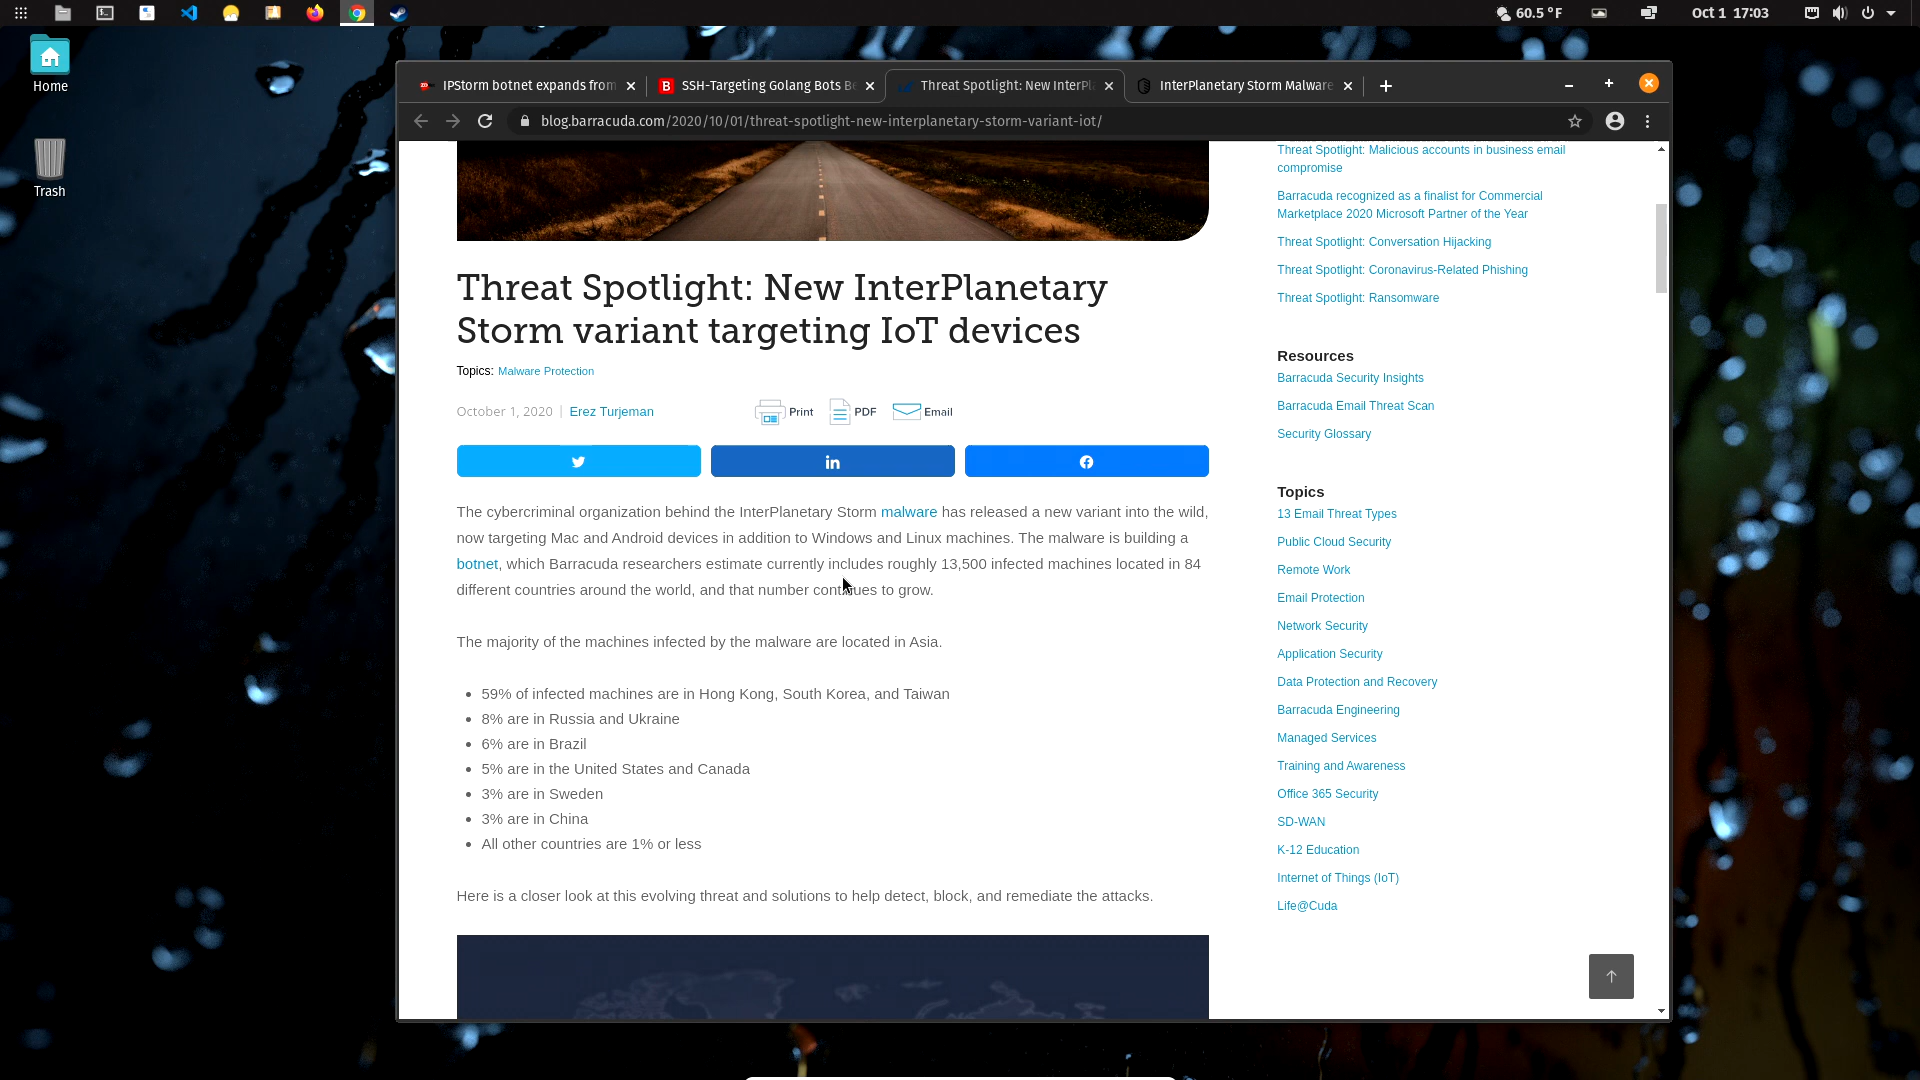 60.5 °F
Oct 1 17:03
Home
Trash
IPStorm botnet expands from
SSH-Targeting Golang Bots Be
Threat Spotlight: New InterPla
InterPlanetary Storm Malware
blog.barracuda.com/2020/10/01/threat-spotlight-new-interplanetary-storm-variant-iot/
Threat Spotlight: New InterPlanetary
Storm variant targeting IoT devices
Topics: Malware Protection
October 1, 2020 | Erez Turjeman
Print
PDF
Email
The cybercriminal organization behind the InterPlanetary Storm malware has released a new variant into the wild,
now targeting Mac and Android devices in addition to Windows and Linux machines. The malware is building a
botnet, which Barracuda researchers estimate currently includes roughly 13,500 infected machines located in 84
different countries around the world, and that number continues to grow.
The majority of the machines infected by the malware are located in Asia.
• 59% of infected machines are in Hong Kong, South Korea, and Taiwan
• 8% are in Russia and Ukraine
• 6% are in Brazil
• 5% are in the United States and Canada
• 3% are in Sweden
• 3% are in China
• All other countries are 1% or less
Here is a closer look at this evolving threat and solutions to help detect, block, and remediate the attacks.
Threat Spotlight: Malicious accounts in business email
compromise
Barracuda recognized as a finalist for Commercial
Marketplace 2020 Microsoft Partner of the Year
Threat Spotlight: Conversation Hijacking
Threat Spotlight: Coronavirus-Related Phishing
Threat Spotlight: Ransomware
Resources
Barracuda Security Insights
Barracuda Email Threat Scan
Security Glossary
Topics
13 Email Threat Types
Public Cloud Security
Remote Work
Email Protection
Network Security
Application Security
Data Protection and Recovery
Barracuda Engineering
Managed Services
Training and Awareness
Office 365 Security
SD-WAN
K-12 Education
Internet of Things (IoT)
Life@Cuda